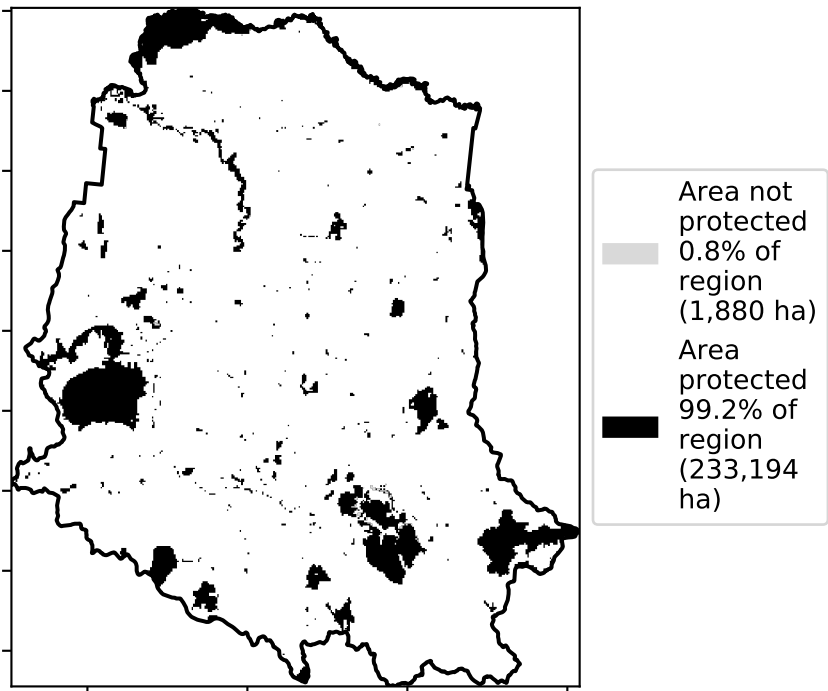 Area not
protected
0.8% of
region
(1,880 ha)
Area
protected
99.2% of
region
(233,194
ha)